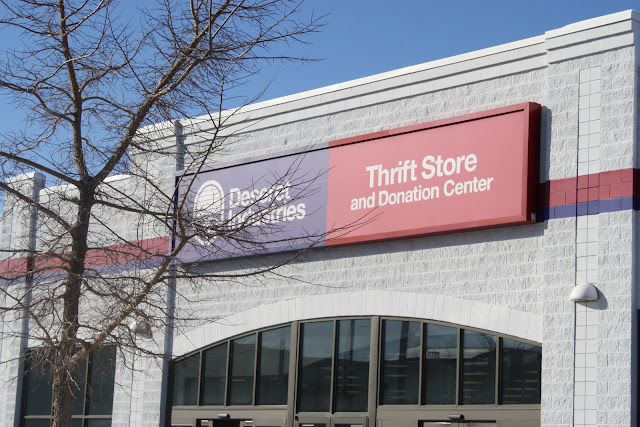 Deseret
Industries
Thrift Store
and Donation Center